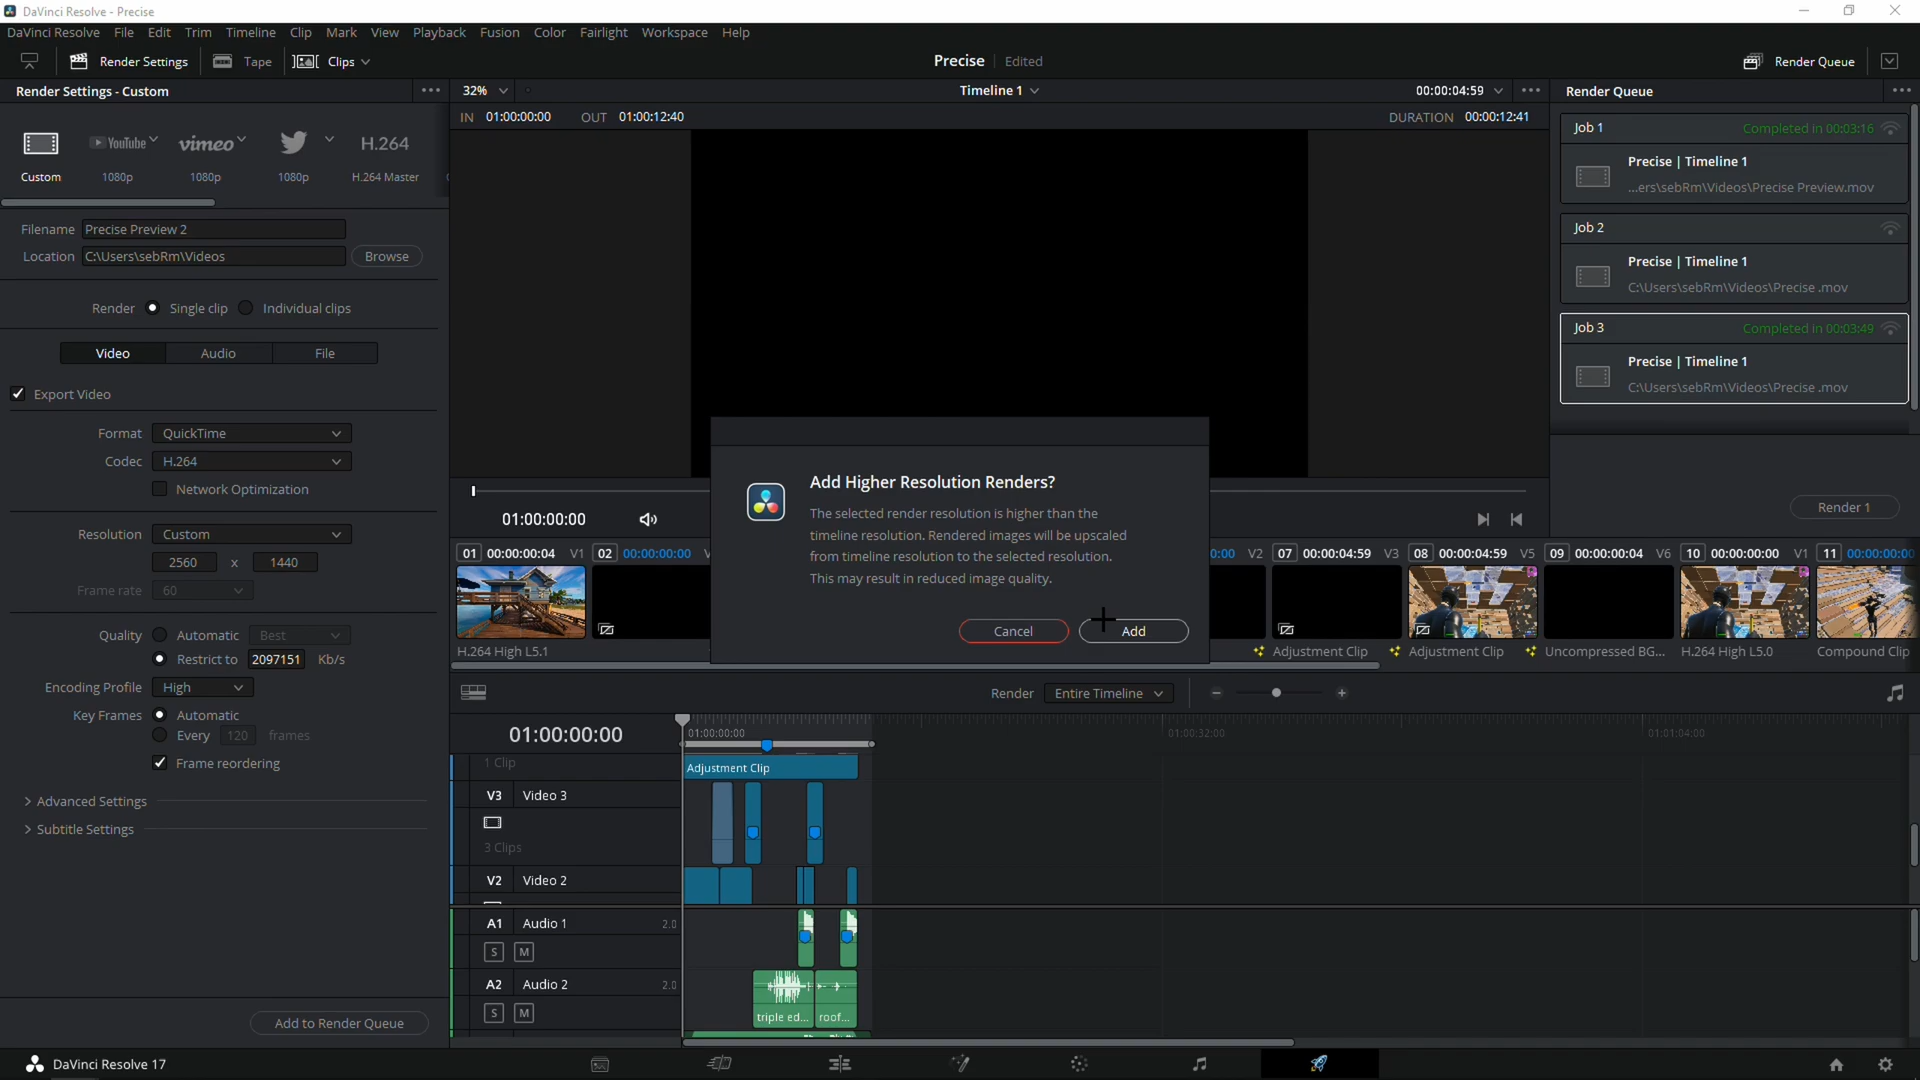 DaVinci Resolve - Precise
DaVinci Resolve File Edit Trim Timeline Clip Mark View Playback Fusion Color Fairlight Workspace Help
Render Settings Tape Clips Precise Edited Render Queue
Render Settings - Custom 32% Timeline 1 00:00:04:59 Render Queue
IN 01:00:00:00 OUT 01:00:12:40 DURATION 00:00:12:41
YouTube vimeo H.264
Custom 1080p 1080p 1080p H.264 Master
Job 1 Completed in 00:03:16
Precise | Timeline 1
...ers\sebRm\Videos\Precise Preview.mov
Job 2
Precise | Timeline 1
C:\Users\sebRm\Videos\Precise .mov
Job 3 Completed in 00:03:49
Precise | Timeline 1
C:\Users\sebRm\Videos\Precise .mov
Render 1
Filename Precise Preview 2
Location C:\Users\sebRm\Videos Browse
Render Single clip Individual clips
Video Audio File
Export Video
Format QuickTime
Codec H.264
Network Optimization
Resolution Custom
2560 x 1440
Frame rate 60
Quality Automatic Best
Restrict to 2097151 Kb/s
Encoding Profile High
Key Frames Automatic
Every 120 frames
Frame reordering
Advanced Settings
Subtitle Settings
Add to Render Queue
Add Higher Resolution Renders?
The selected render resolution is higher than the
timeline resolution. Rendered images will be upscaled
from timeline resolution to the selected resolution.
This may result in reduced image quality.
Cancel Add
01:00:00:00
01 00:00:00:04 V1 02 00:00:00:00 V2 07 00:00:04:59 V3 08 00:00:04:59 V5 09 00:00:00:04 V6 10 00:00:00:00 V1 11 00:00:00:00
H.264 High L5.1 Adjustment Clip Adjustment Clip Uncompressed BG... H.264 High L5.0 Compound Clip
Render Entire Timeline
01:00:00:00 01:00:00:00 01:00:32:00 01:01:04:00
1 Clip Adjustment Clip
V3 Video 3
3 Clips
V2 Video 2
A1 Audio 1 2.0
S M
A2 Audio 2 2.0
S M triple ed... roof...
DaVinci Resolve 17